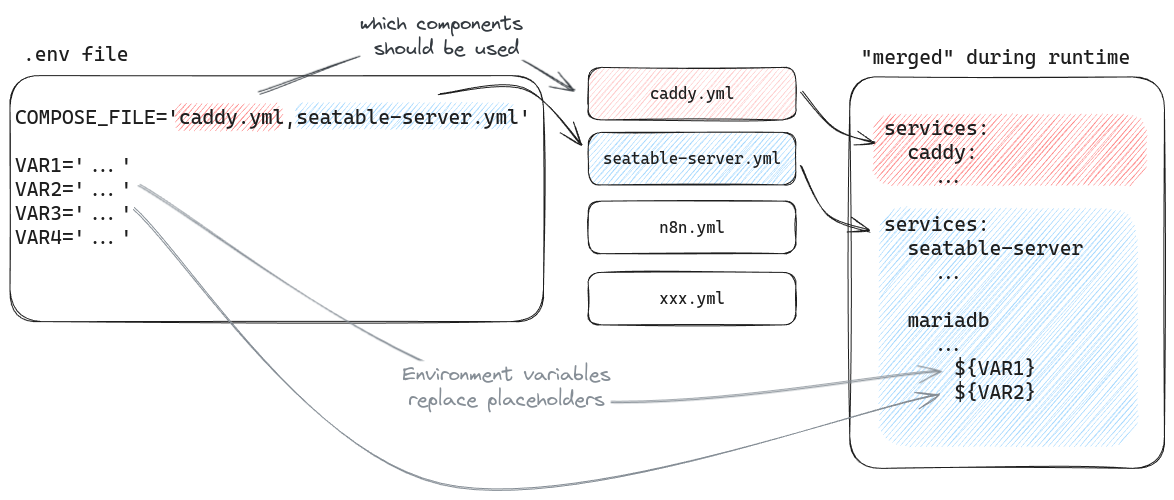 .env file
COMPOSE_FILE='caddy.yml,seatable-server.yml'
VAR1=' ... '
VAR2=' ... '
VAR3=' ... '
VAR4=' ... '
which components
should be used
caddy.yml
seatable-server.yml
n8n.yml
xxx.yml
Environment variables
replace placeholders
"merged" during runtime
services:
caddy:
...
services:
seatable-server
...
mariadb
...
${VAR1}
${VAR2}